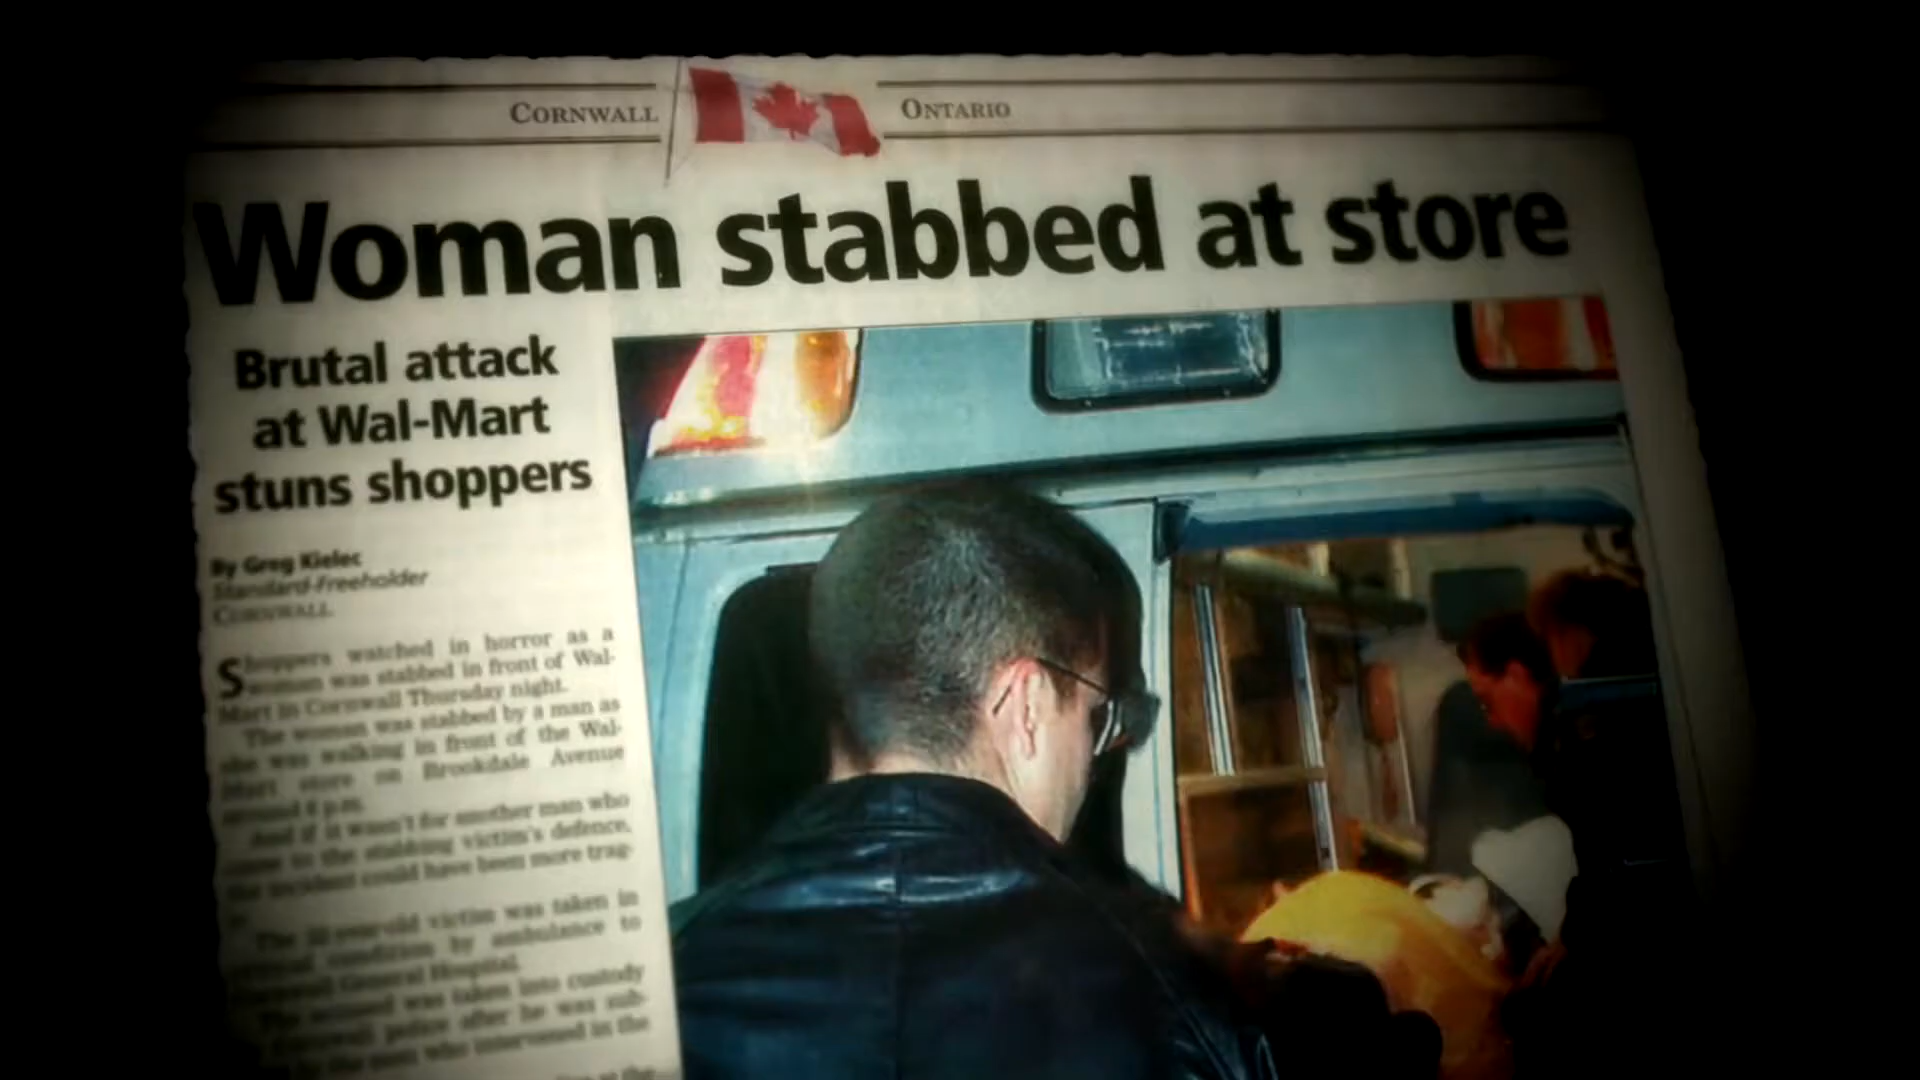 CORNWALL ONTARIO
Woman stabbed at store
Brutal attack
at Wal-Mart
stuns shoppers
By Greg Kielec
Standard-Freeholder
CORNWALL
Shoppers watched in horror as a
woman was stabbed in front of Wal-
Mart in Cornwall Thursday night.
The woman was stabbed by a man as
she was walking in front of the Wal-
Mart store on Brookdale Avenue
around p.m.
And if it wasn't for another man who
came to the stabbing victim's defence,
the incident could have been more trag-
The victim was taken in
critical condition by ambulance to
Cornwall General Hospital.
The accused was taken into custody
Cornwall police after he was sub-
by the man who intervened in the